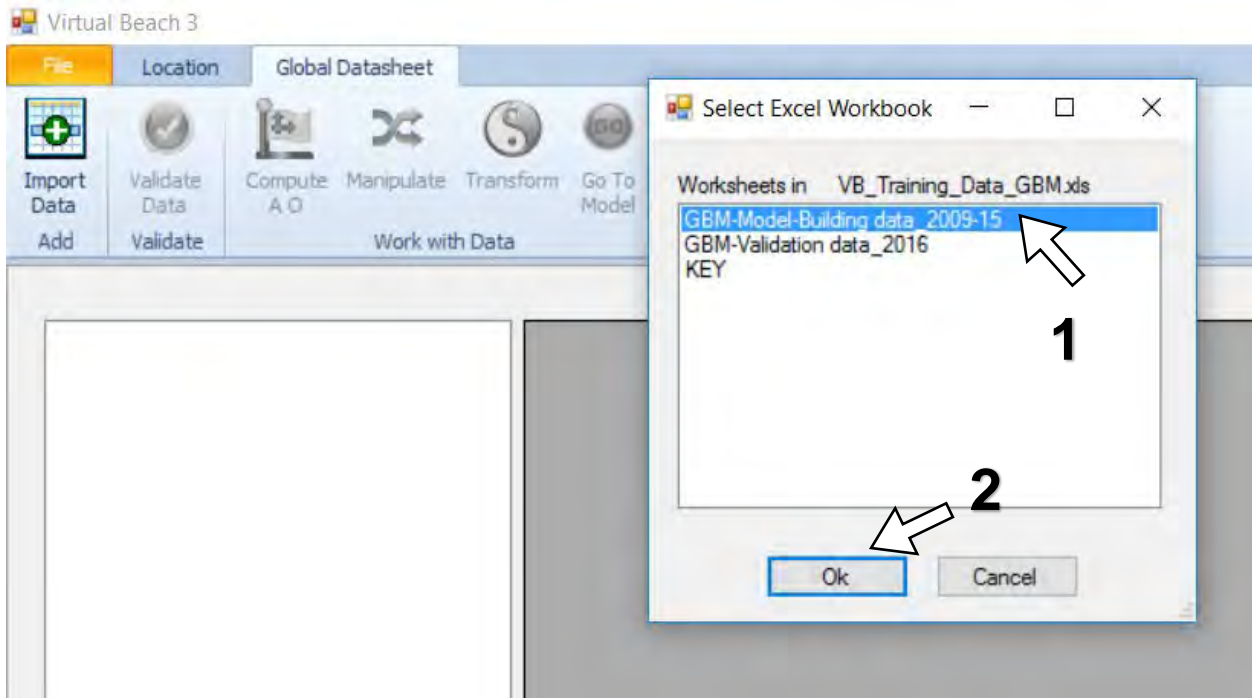 Virtual Beach 3
File Location Global Datasheet
Import Data
Validate Data
Compute A O
Manipulate
Transform
GO
Go To Model
Add
Validate
Work with Data
Select Excel Workbook
Worksheets in VB_Training_Data_GBM.xls
GBM-Model-Building data_2009-15
GBM-Validation data_2016
KEY
1
2
Ok Cancel